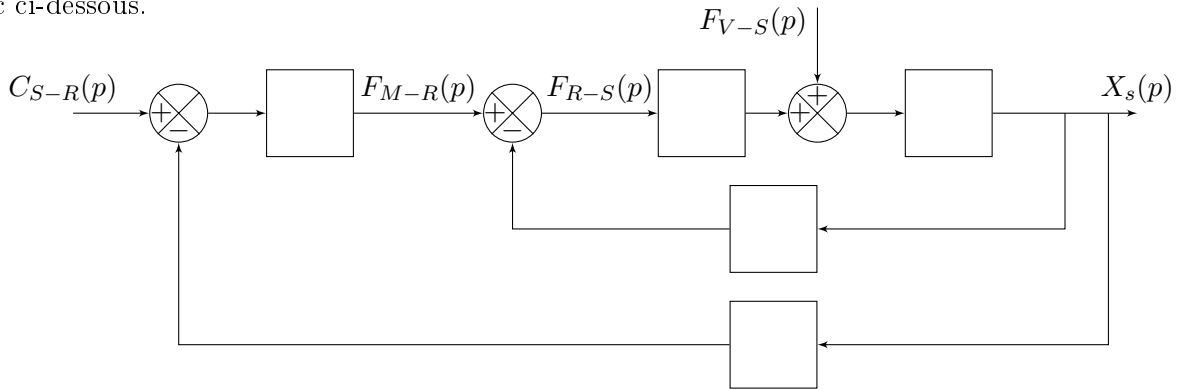 c ci-dessous.
F_{V-S}(p)
C_{S-R}(p)
+
−
F_{M-R}(p)
+
−
F_{R-S}(p)
+
+
X_s(p)